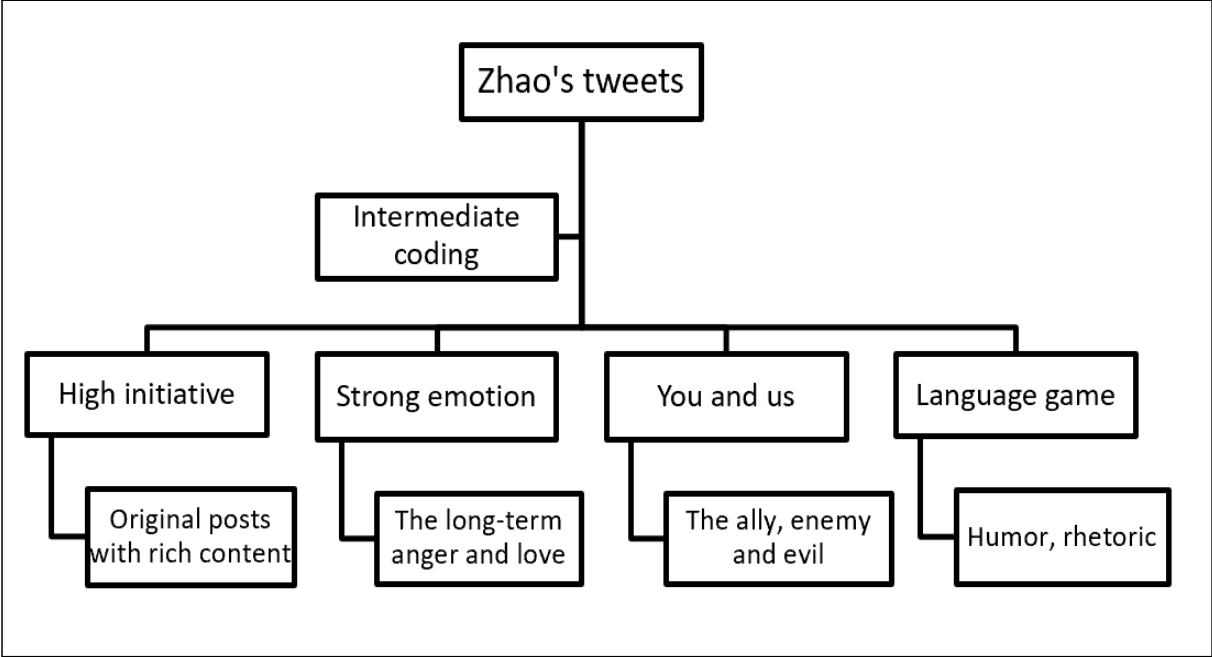 Zhao's tweets
Intermediate
coding
High initiative
Strong emotion
You and us
Language game
Original posts
with rich content
The long-term
anger and love
The ally, enemy
and evil
Humor, rhetoric